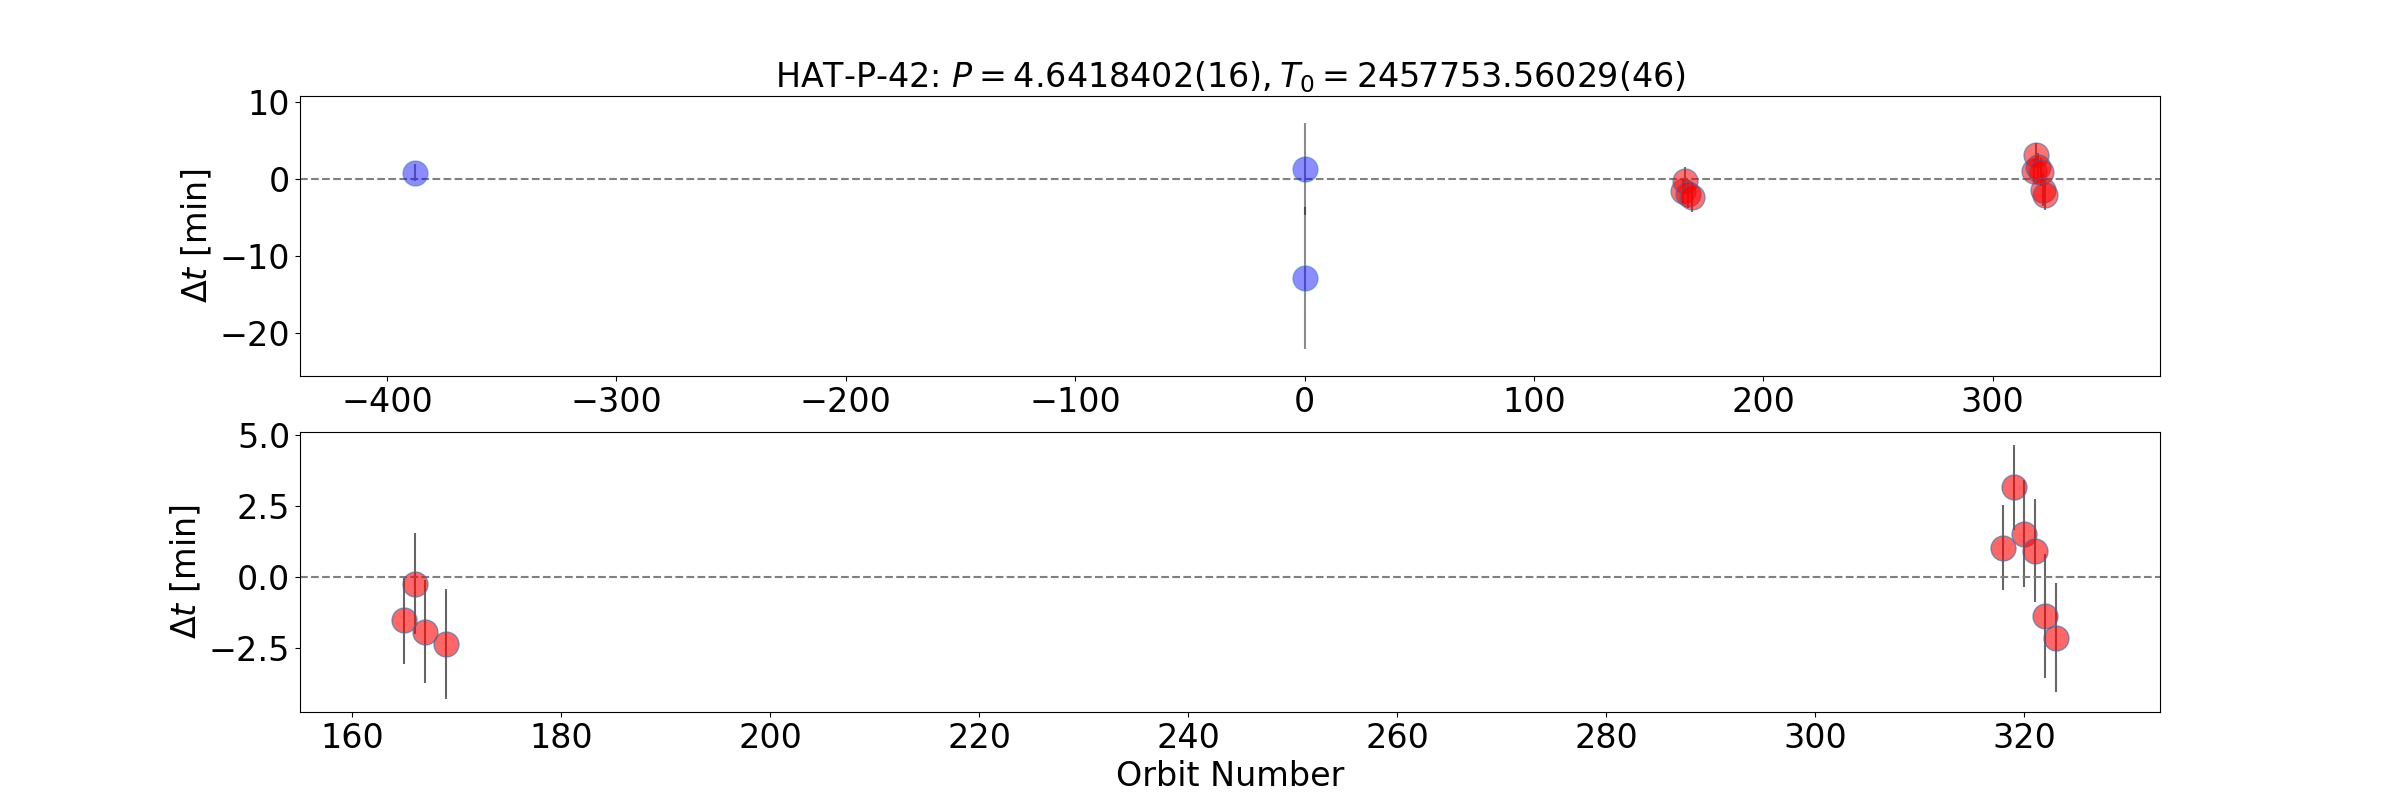 HAT-P-42: P = 4.6418402(16), T₀ = 2457753.56029(46)
10
0
−10
−20
Δt [min]
−400 −300 −200 −100 0 100 200 300
5.0
2.5
0.0
−2.5
Δt [min]
160 180 200 220 240 260 280 300 320
Orbit Number